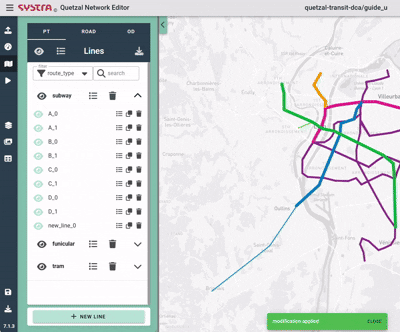 SYSTRA
Quetzal Network Editor
quetzal-transit-dca/guide_u
PT
ROAD
OD
Lines
Filter
route_type
search
subway
A_0
A_1
B_0
B_1
C_0
C_1
D_0
D_1
new_line_0
funicular
tram
+ NEW LINE
7.1.3
Villeurba
modification applied!
CLOSE